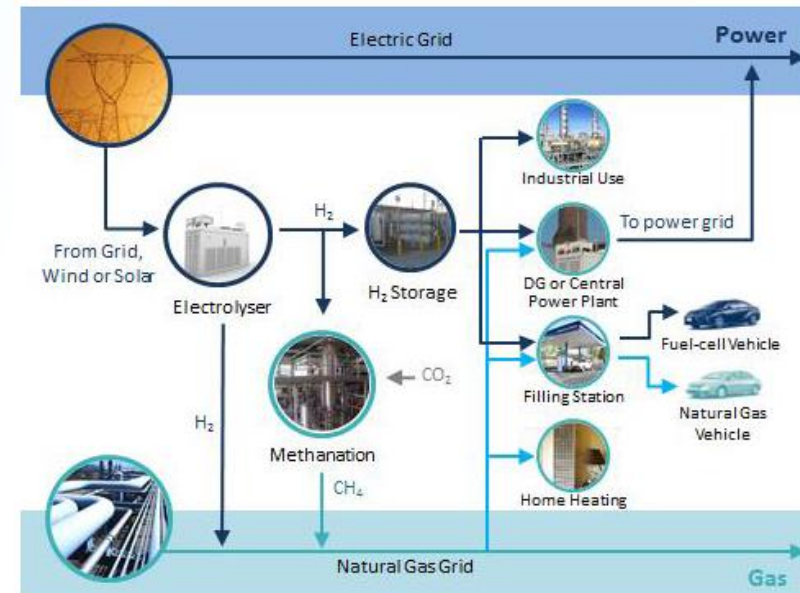 Electric Grid
Power
From Grid,
Wind or Solar
Electrolyser
H₂
H₂ Storage
Industrial Use
To power grid
DG or Central
Power Plant
Fuel-cell Vehicle
Filling Station
Natural Gas
Vehicle
CO₂
Methanation
H₂
CH₄
Home Heating
Natural Gas Grid
Gas